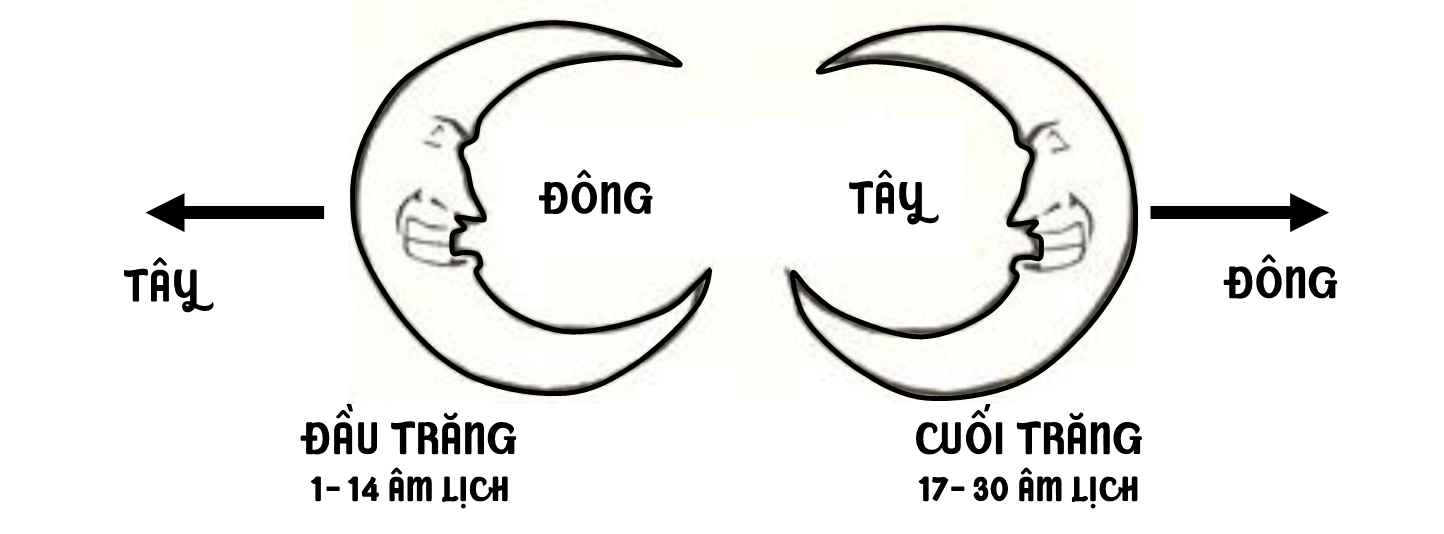 ĐÔNG
TÂY
TÂY
ĐÔNG
ĐẦU TRĂNG
1- 14 ÂM LỊCH
CUỐI TRĂNG
17- 30 ÂM LỊCH